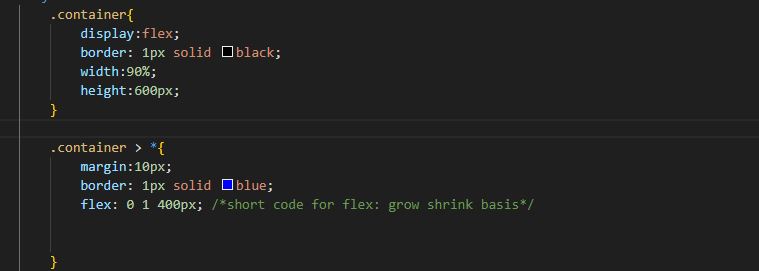 .container{
display:flex;
border: 1px solid black;
width:90%;
height:600px;
}
.container > *{
margin:10px;
border: 1px solid blue;
flex: 0 1 400px; /*short code for flex: grow shrink basis*/
}